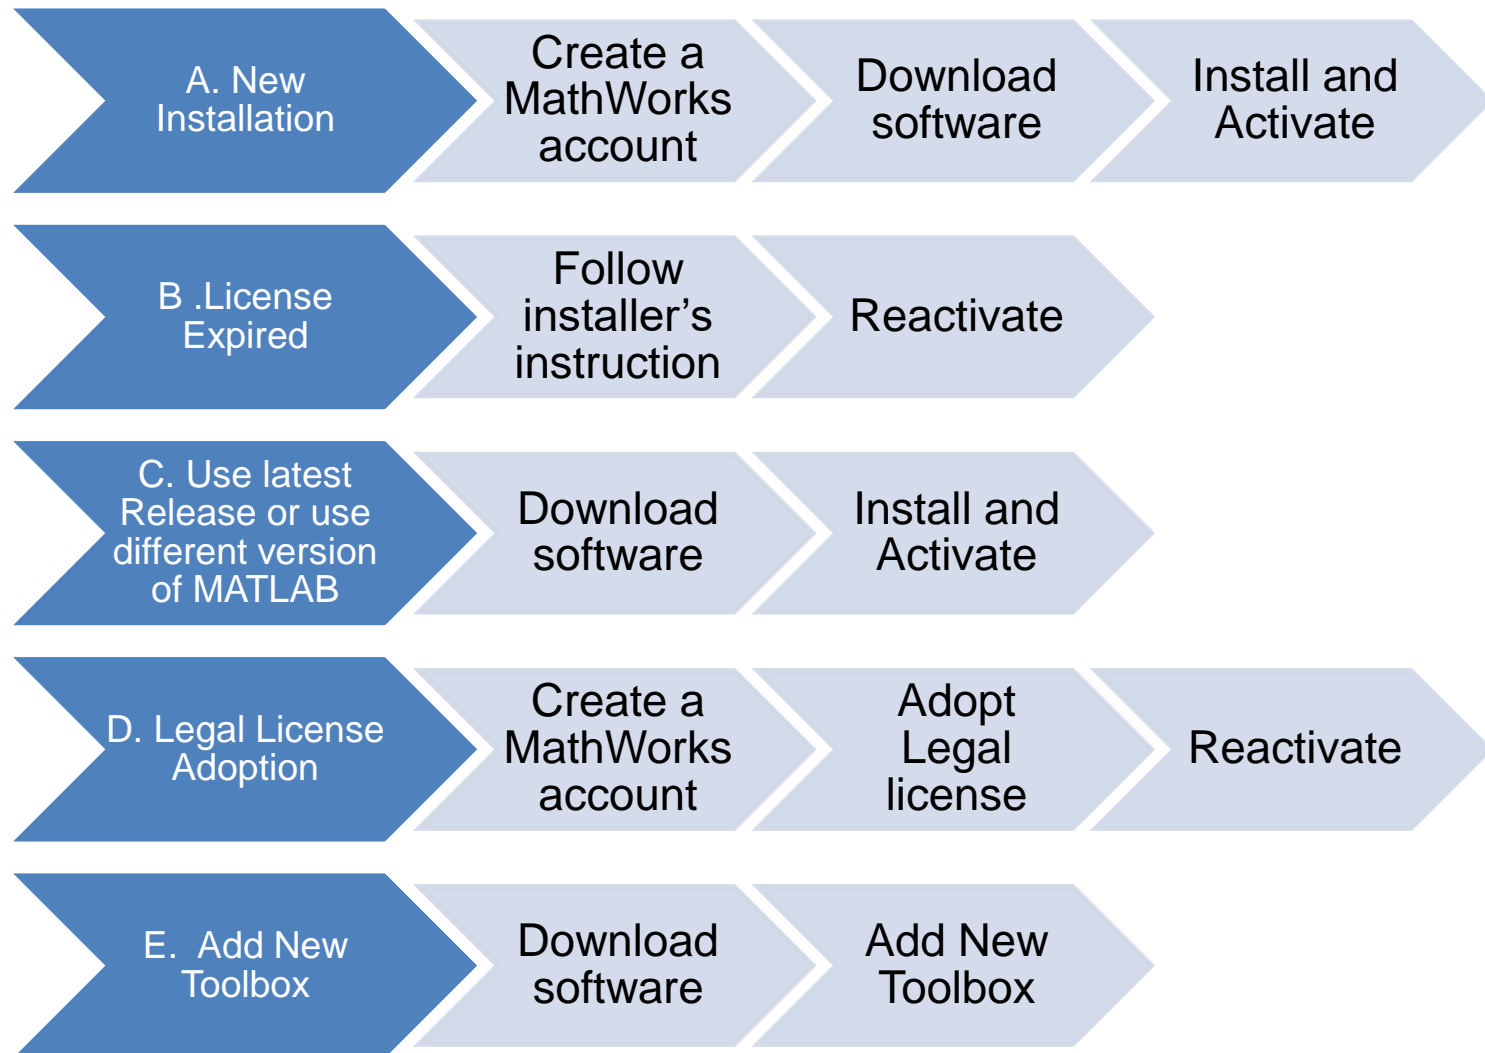 A. New
Installation
Create a
MathWorks
account
Download
software
Install and
Activate
B .License
Expired
Follow
installer’s
instruction
Reactivate
C. Use latest
Release or use
different version
of MATLAB
Download
software
Install and
Activate
D. Legal License
Adoption
Create a
MathWorks
account
Adopt
Legal
license
Reactivate
E.  Add New
Toolbox
Download
software
Add New
Toolbox